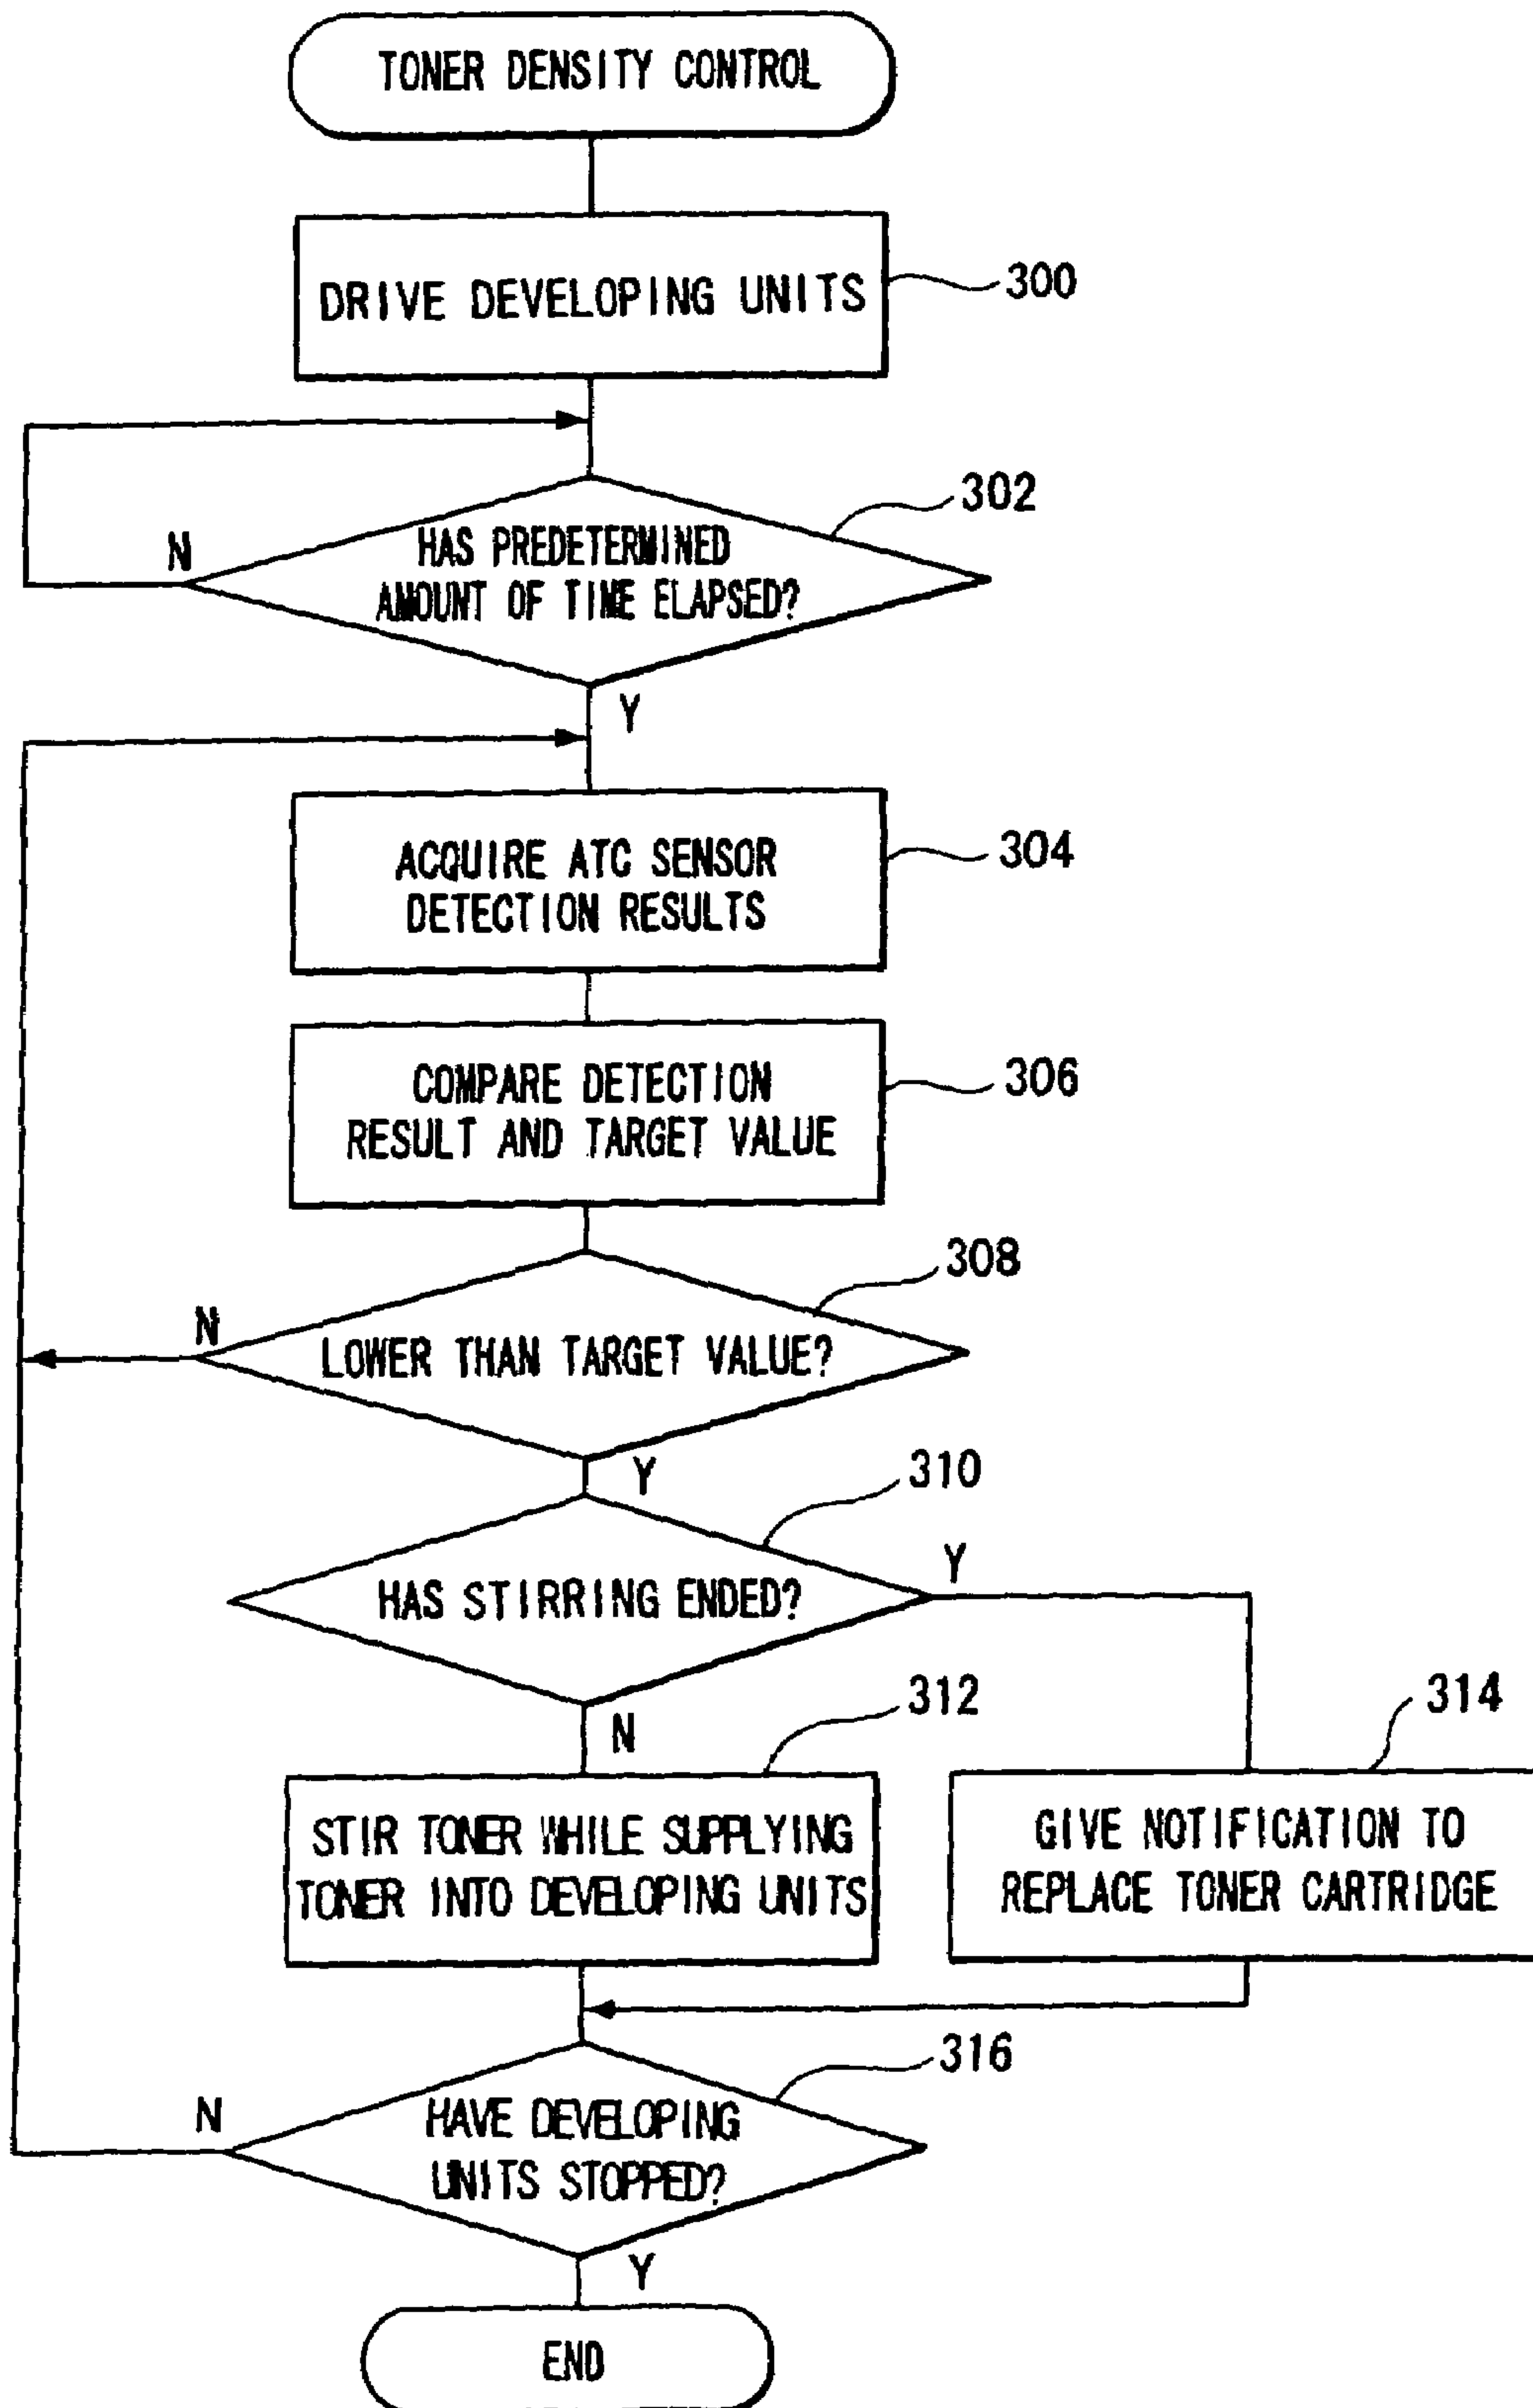 TONER DENSITY CONTROL
DRIVE DEVELOPING UNITS
300
302
HAS PREDETERMINED
AMOUNT OF TIME ELAPSED?
N
Y
ACQUIRE ATC SENSOR
DETECTION RESULTS
304
COMPARE DETECTION
RESULT AND TARGET VALUE
306
308
N
LOWER THAN TARGET VALUE?
Y
310
HAS STIRRING ENDED?
Y
N
312
314
STIR TONER WHILE SUPPLYING
TONER INTO DEVELOPING UNITS
GIVE NOTIFICATION TO
REPLACE TONER CARTRIDGE
316
N
HAVE DEVELOPING
UNITS STOPPED?
Y
END